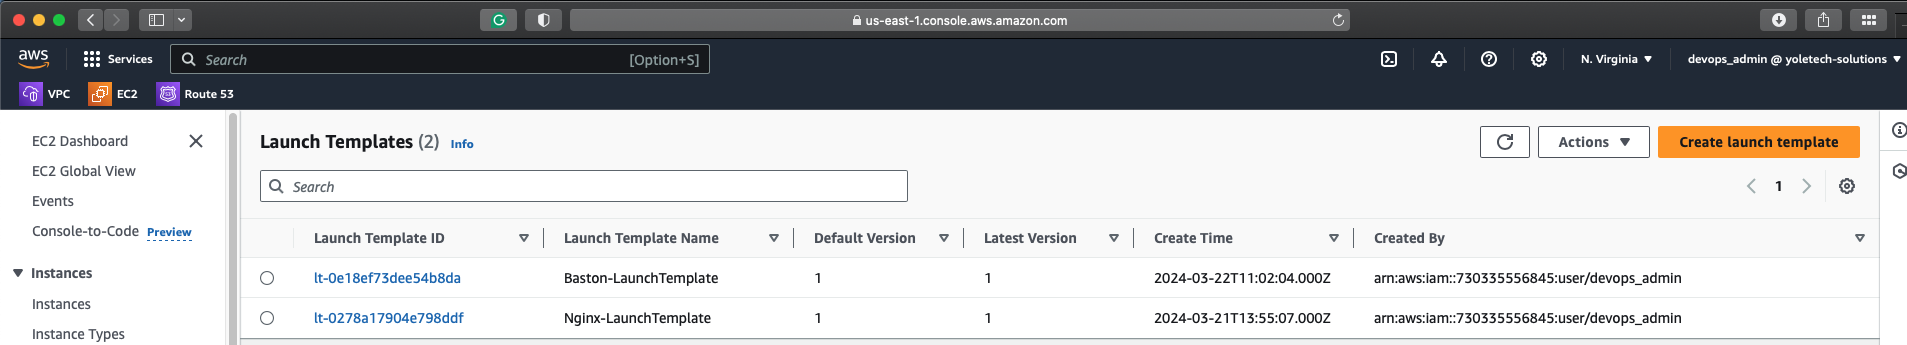 us-east-1.console.aws.amazon.com
aws
Services
Search
[Option+S]
N. Virginia
devops_admin @ yoletech-solutions
VPC
EC2
Route 53
EC2 Dashboard
EC2 Global View
Events
Console-to-Code Preview
Instances
Instances
Instance Types
Launch Templates (2) Info
Actions
Create launch template
Search
1
Launch Template ID Launch Template Name Default Version Latest Version Create Time Created By
lt-0e18ef73dee54b8da Baston-LaunchTemplate 1 1 2024-03-22T11:02:04.000Z arn:aws:iam::730335556845:user/devops_admin
lt-0278a17904e798ddf Nginx-LaunchTemplate 1 1 2024-03-21T13:55:07.000Z arn:aws:iam::730335556845:user/devops_admin